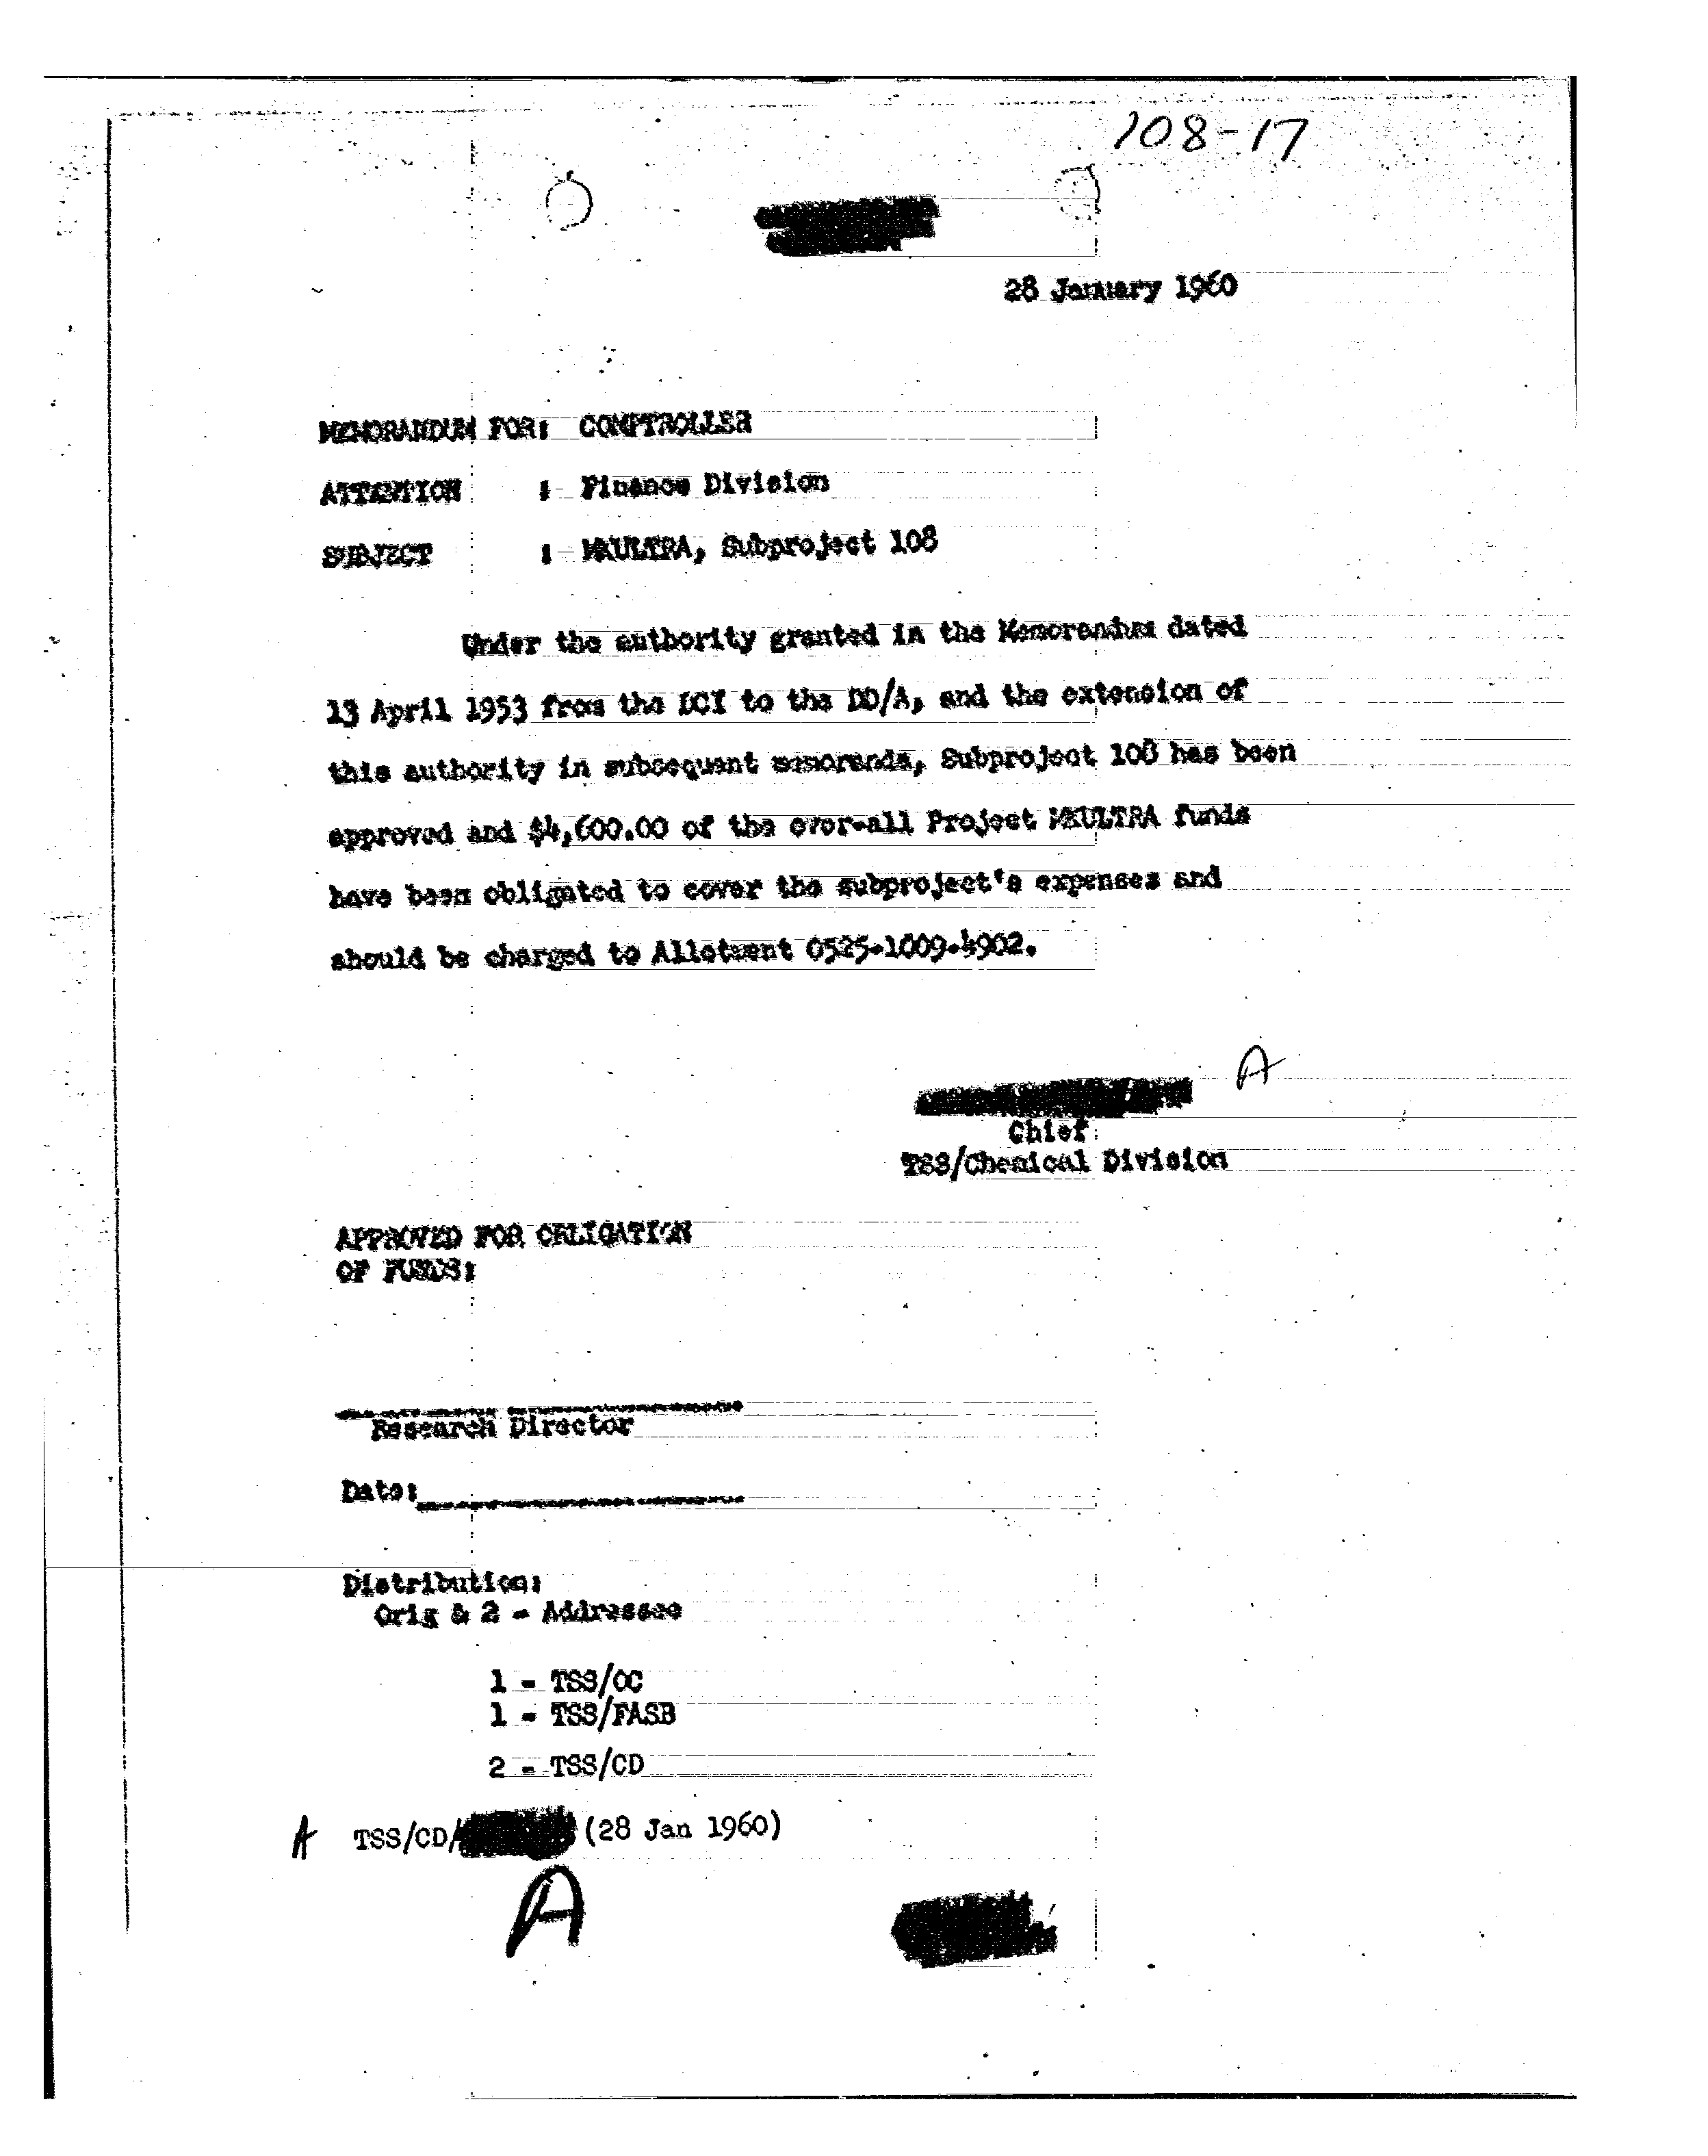 108-17
28 January 1960
MEMORANDUM FOR: COMPTROLLER
ATTENTION : Finance Division
SUBJECT : MKULTRA, Subproject 108
Under the authority granted in the Memorandum dated
13 April 1953 from the DCI to the DD/A, and the extension of
this authority in subsequent memoranda, Subproject 108 has been
approved and $4,600.00 of the over-all Project MKULTRA funds
have been obligated to cover the subproject's expenses and
should be charged to Allotment 0525-1009-4902.
A
Chief
TSS/Chemical Division
APPROVED FOR OBLIGATION
OF FUNDS:
Research Director
Date:
Distribution:
Orig & 2 - Addressee
1 - TSS/OC
1 - TSS/FASB
2 - TSS/CD
A TSS/CD/ (28 Jan 1960)
A